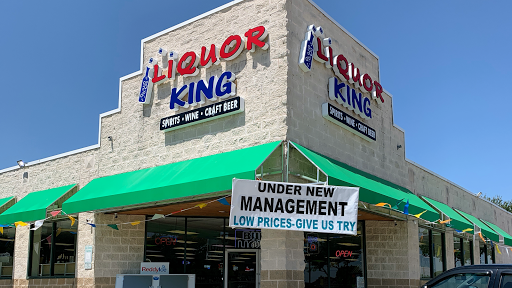 LIQUOR
KING
SPIRITS • WINE • CRAFT BEER
LIQUOR
KING
SPIRITS • WINE • CRAFT BEER
UNDER NEW
MANAGEMENT
LOW PRICES-GIVE US TRY
OPEN
OPEN